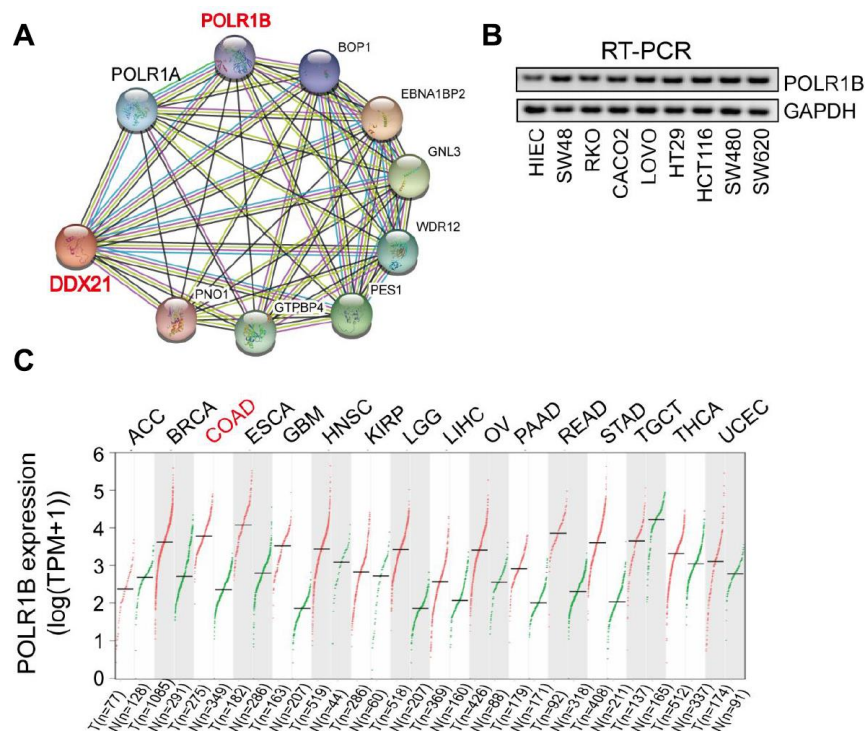 A
POLR1B
BOP1
POLR1A
EBNA1BP2
GNL3
WDR12
DDX21
PNO1
GTPBP4
PES1
B
RT-PCR
POLR1B
GAPDH
HIEC
SW48
RKO
CACO2
LOVO
HT29
HCT116
SW480
SW620
C
ACC
BRCA
COAD
ESCA
GBM
HNSC
KIRP
LGG
LIHC
OV
PAAD
READ
STAD
TGCT
THCA
UCEC
POLR1B expression
(log(TPM+1))
6
5
4
3
2
1
0
T(n=77)
N(n=128)
T(n=1085)
N(n=291)
T(n=275)
N(n=349)
T(n=182)
N(n=286)
T(n=163)
N(n=207)
T(n=519)
N(n=44)
T(n=286)
N(n=60)
T(n=518)
N(n=207)
T(n=369)
N(n=160)
T(n=426)
N(n=88)
T(n=179)
N(n=171)
T(n=92)
N(n=318)
T(n=408)
N(n=211)
T(n=137)
N(n=165)
T(n=512)
N(n=337)
T(n=174)
N(n=91)